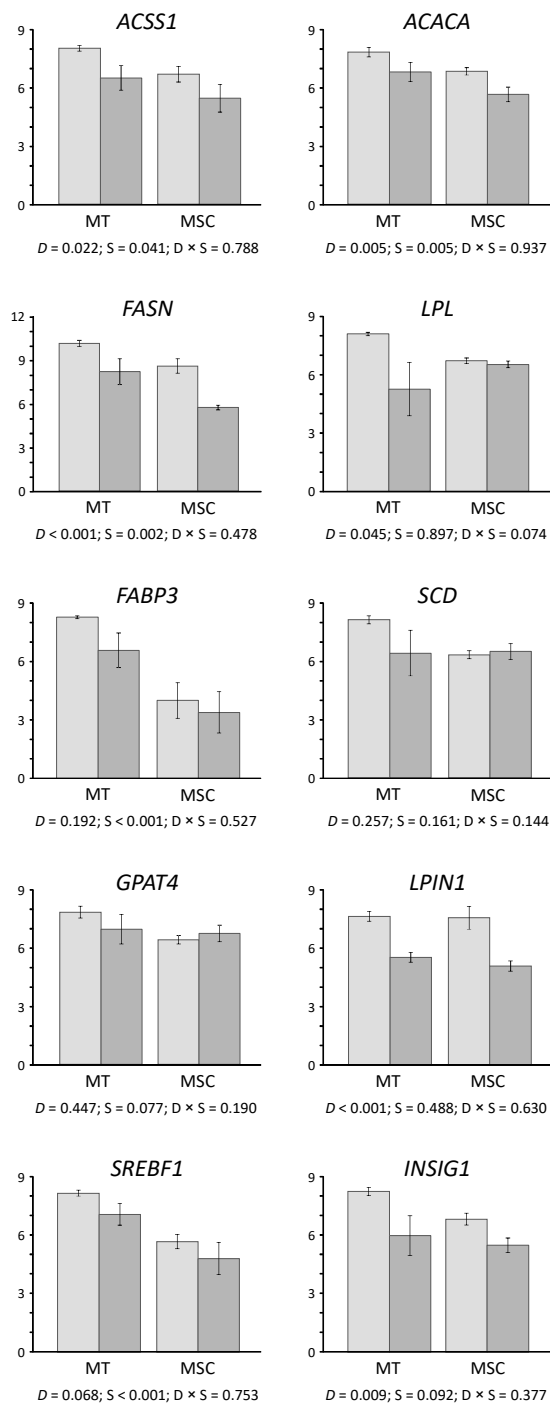 ACSS1
ACACA
9
6
3
0
MT
MSC
9
6
3
0
MT
MSC
D = 0.022; S = 0.041; D × S = 0.788
D = 0.005; S = 0.005; D × S = 0.937
FASN
LPL
12
9
6
3
0
MT
MSC
9
6
3
0
MT
MSC
D < 0.001; S = 0.002; D × S = 0.478
D = 0.045; S = 0.897; D × S = 0.074
FABP3
SCD
9
6
3
0
MT
MSC
9
6
3
0
MT
MSC
D = 0.192; S < 0.001; D × S = 0.527
D = 0.257; S = 0.161; D × S = 0.144
GPAT4
LPIN1
9
6
3
0
MT
MSC
9
6
3
0
MT
MSC
D = 0.447; S = 0.077; D × S = 0.190
D < 0.001; S = 0.488; D × S = 0.630
SREBF1
INSIG1
9
6
3
0
MT
MSC
9
6
3
0
MT
MSC
D = 0.068; S < 0.001; D × S = 0.753
D = 0.009; S = 0.092; D × S = 0.377